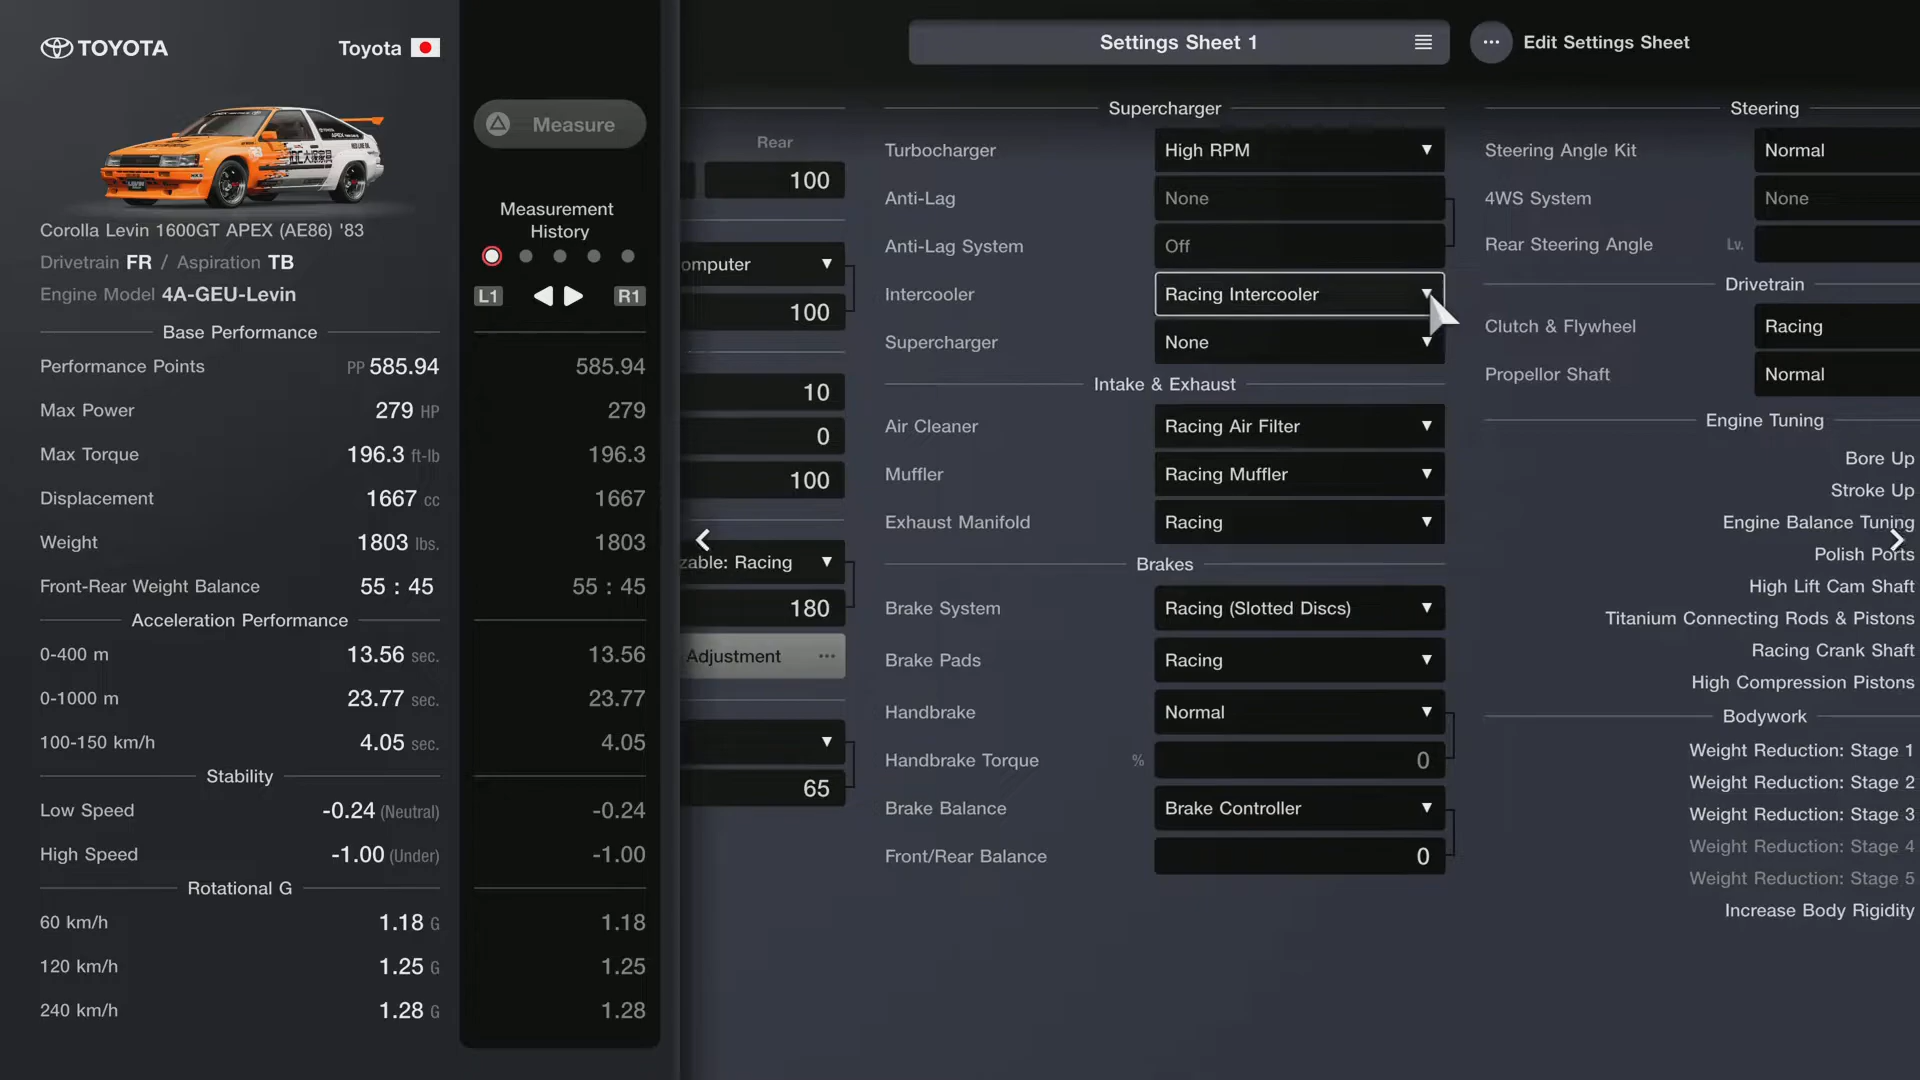 TOYOTA
Toyota
Corolla Levin 1600GT APEX (AE86) '83
Drivetrain FR / Aspiration TB
Engine Model 4A-GEU-Levin
Base Performance
Performance Points PP 585.94
Max Power 279 HP
Max Torque 196.3 ft-lb
Displacement 1667 cc
Weight 1803 lbs.
Front-Rear Weight Balance 55 : 45
Acceleration Performance
0-400 m 13.56 sec.
0-1000 m 23.77 sec.
100-150 km/h 4.05 sec.
Stability
Low Speed -0.24 (Neutral)
High Speed -1.00 (Under)
Rotational G
60 km/h 1.18 G
120 km/h 1.25 G
240 km/h 1.28 G
Measure
Measurement
History
L1 R1
585.94
279
196.3
1667
1803
55 : 45
13.56
23.77
4.05
-0.24
-1.00
1.18
1.25
1.28
Settings Sheet 1
Edit Settings Sheet
Rear
100
omputer
100
10
0
100
zable: Racing
180
Adjustment
65
Supercharger
Turbocharger High RPM
Anti-Lag None
Anti-Lag System Off
Intercooler Racing Intercooler
Supercharger None
Intake & Exhaust
Air Cleaner Racing Air Filter
Muffler Racing Muffler
Exhaust Manifold Racing
Brakes
Brake System Racing (Slotted Discs)
Brake Pads Racing
Handbrake Normal
Handbrake Torque % 0
Brake Balance Brake Controller
Front/Rear Balance 0
Steering
Steering Angle Kit Normal
4WS System None
Rear Steering Angle Lv.
Drivetrain
Clutch & Flywheel Racing
Propellor Shaft Normal
Engine Tuning
Bore Up
Stroke Up
Engine Balance Tuning
Polish Ports
High Lift Cam Shaft
Titanium Connecting Rods & Pistons
Racing Crank Shaft
High Compression Pistons
Bodywork
Weight Reduction: Stage 1
Weight Reduction: Stage 2
Weight Reduction: Stage 3
Weight Reduction: Stage 4
Weight Reduction: Stage 5
Increase Body Rigidity